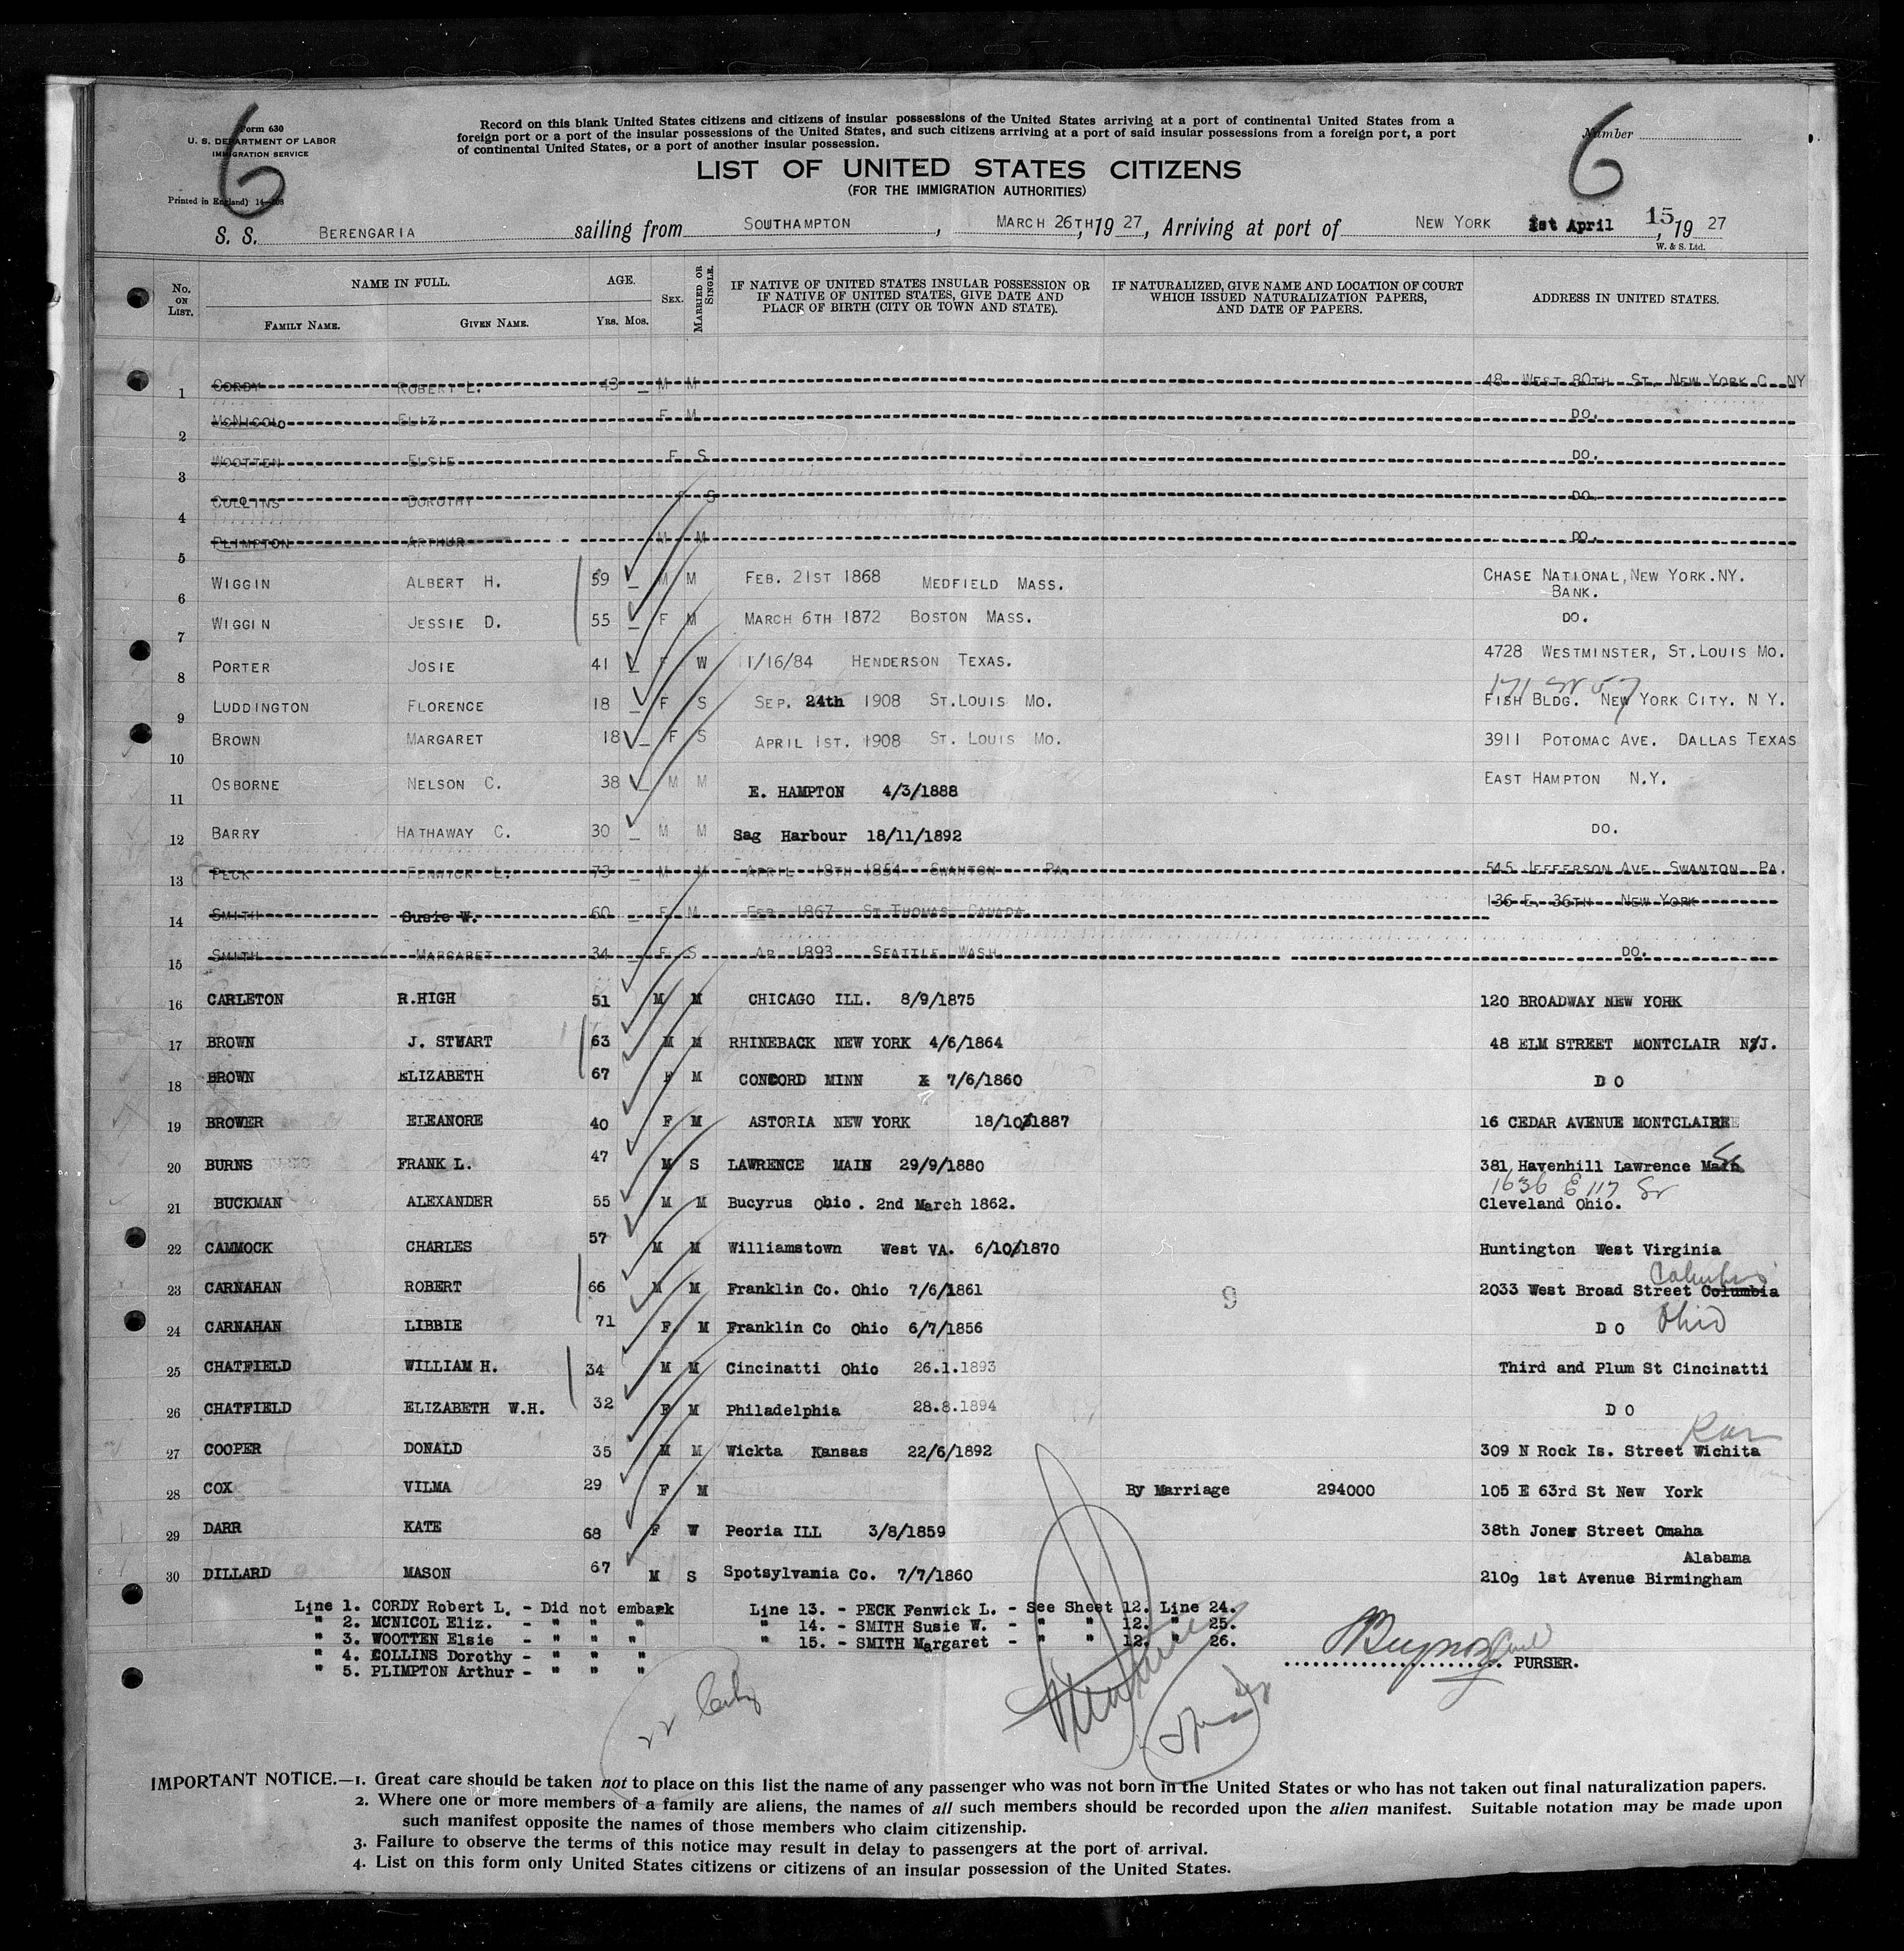 6
6
Form 630
U. S. DEPARTMENT OF LABOR
IMMIGRATION SERVICE
Printed in England) 14-208
Record on this blank United States citizens and citizens of insular possessions of the United States arriving at a port of continental United States from a
foreign port or a port of the insular possessions of the United States, and such citizens arriving at a port of said insular possessions from a foreign port, a port
of continental United States, or a port of another insular possession.
Number
LIST OF UNITED STATES CITIZENS
(FOR THE IMMIGRATION AUTHORITIES)
S. S. BERENGARIA sailing from SOUTHAMPTON, MARCH 26TH, 1927, Arriving at port of NEW YORK 1st April 15, 1927
W. & S. Ltd.
No. ON LIST. NAME IN FULL. FAMILY NAME. GIVEN NAME. AGE. Yrs. Mos. SEX. MARRIED OR SINGLE. IF NATIVE OF UNITED STATES INSULAR POSSESSION OR IF NATIVE OF UNITED STATES, GIVE DATE AND PLACE OF BIRTH (CITY OR TOWN AND STATE). IF NATURALIZED, GIVE NAME AND LOCATION OF COURT WHICH ISSUED NATURALIZATION PAPERS, AND DATE OF PAPERS. ADDRESS IN UNITED STATES.
1 CORDY ROBERT L. 43 M M 48 WEST 80TH ST. NEW YORK C. NY
2 MCNICOL ELIZ. F M DO.
3 WOOTTEN ELSIE F S DO.
4 COLLINS DOROTHY F S DO.
5 PLIMPTON ARTHUR M M DO.
6 WIGGIN ALBERT H. 59 M M FEB. 21ST 1868 MEDFIELD MASS. CHASE NATIONAL, NEW YORK. NY.
BANK.
7 WIGGIN JESSIE D. 55 F M MARCH 6TH 1872 BOSTON MASS. DO.
8 PORTER JOSIE 41 F W 11/16/84 HENDERSON TEXAS. 4728 WESTMINSTER, ST. LOUIS MO.
171 W 57
9 LUDDINGTON FLORENCE 18 F S SEP. 24th 1908 ST. LOUIS MO. FISH BLDG. NEW YORK CITY. N Y.
10 BROWN MARGARET 18 F S APRIL 1ST. 1908 ST. LOUIS MO. 3911 POTOMAC AVE. DALLAS TEXAS
11 OSBORNE NELSON C. 38 M M E. HAMPTON 4/3/1888 EAST HAMPTON N.Y.
12 BARRY HATHAWAY C. 30 M M Sag Harbour 18/11/1892 DO.
13 PECK FENWICK L. 73 M M APRIL 18TH 1854 SWANTON PA. 545 JEFFERSON AVE. SWANTON PA.
14 SMITH Susie W. 60 F M FEB 1867 ST THOMAS CANADA 136 E. 36TH NEW YORK
15 SMITH MARGARET 34 F S AP 1893 SEATTLE WASH DO.
16 CARLETON R.HIGH 51 M M CHICAGO ILL. 8/9/1875 120 BROADWAY NEW YORK
17 BROWN J. STWART 63 M M RHINEBACK NEW YORK 4/6/1864 48 ELM STREET MONTCLAIR N.J.
18 BROWN ELIZABETH 67 F M CONCORD MINN 7/6/1860 D O
19 BROWER ELEANORE 40 F M ASTORIA NEW YORK 18/10/1887 16 CEDAR AVENUE MONTCLAIRE
20 BURNS FRANK L. 47 M S LAWRENCE MAIN 29/9/1880 381 Havenhill Lawrence Main
1636 E 117 St
21 BUCKMAN ALEXANDER 55 M M Bucyrus Ohio. 2nd March 1862. Cleveland Ohio.
22 CAMMOCK CHARLES 57 M M Williamstown West VA. 6/10/1870 Huntington West Virginia
Columbus
23 CARNAHAN ROBERT 66 M M Franklin Co. Ohio 7/6/1861 9 2033 West Broad Street Columbia
24 CARNAHAN LIBBIE 71 F M Franklin Co Ohio 6/7/1856 D O Ohio
25 CHATFIELD WILLIAM H. 34 M M Cincinatti Ohio 26.1.1893 Third and Plum St Cincinatti
26 CHATFIELD ELIZABETH W.H. 32 F M Philadelphia 28.8.1894 D O
Kan
27 COOPER DONALD 35 M M Wickta Kansas 22/6/1892 309 N Rock Is. Street Wichita
28 COX VILMA 29 F M By Marriage 294000 105 E 63rd St New York
29 DARR KATE 68 F W Peoria ILL 3/8/1859 38th Jones Street Omaha
Alabama
30 DILLARD MASON 67 M S Spotsylvania Co. 7/7/1860 2109 1st Avenue Birmingham
Line 1. CORDY Robert L. - Did not embark Line 13. - PECK Fenwick L. - See Sheet 12. Line 24.
" 2. MCNICOL Eliz. - " " " " 14. - SMITH Susie W. - " " 12. " 25.
" 3. WOOTTEN Elsie - " " " " 15. - SMITH Margaret - " " 12. " 26.
" 4. COLLINS Dorothy - " " "
" 5. PLIMPTON Arthur - " " "
PURSER.
IMPORTANT NOTICE.—1. Great care should be taken not to place on this list the name of any passenger who was not born in the United States or who has not taken out final naturalization papers.
2. Where one or more members of a family are aliens, the names of all such members should be recorded upon the alien manifest. Suitable notation may be made upon
such manifest opposite the names of those members who claim citizenship.
3. Failure to observe the terms of this notice may result in delay to passengers at the port of arrival.
4. List on this form only United States citizens or citizens of an insular possession of the United States.